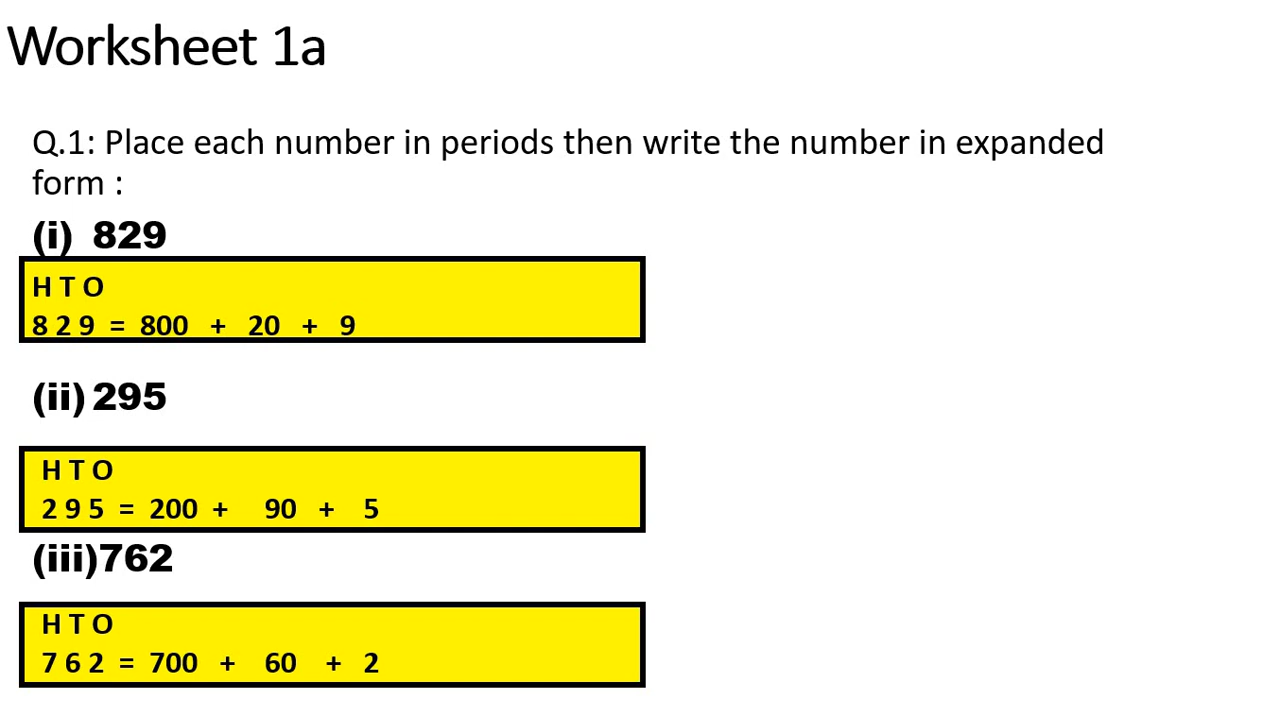 Worksheet 1a
Q.1: Place each number in periods then write the number in expanded
form :
(i) 829
H T O
8 2 9 = 800 + 20 + 9
(ii) 295
H T O
2 9 5 = 200 + 90 + 5
(iii)762
H T O
7 6 2 = 700 + 60 + 2